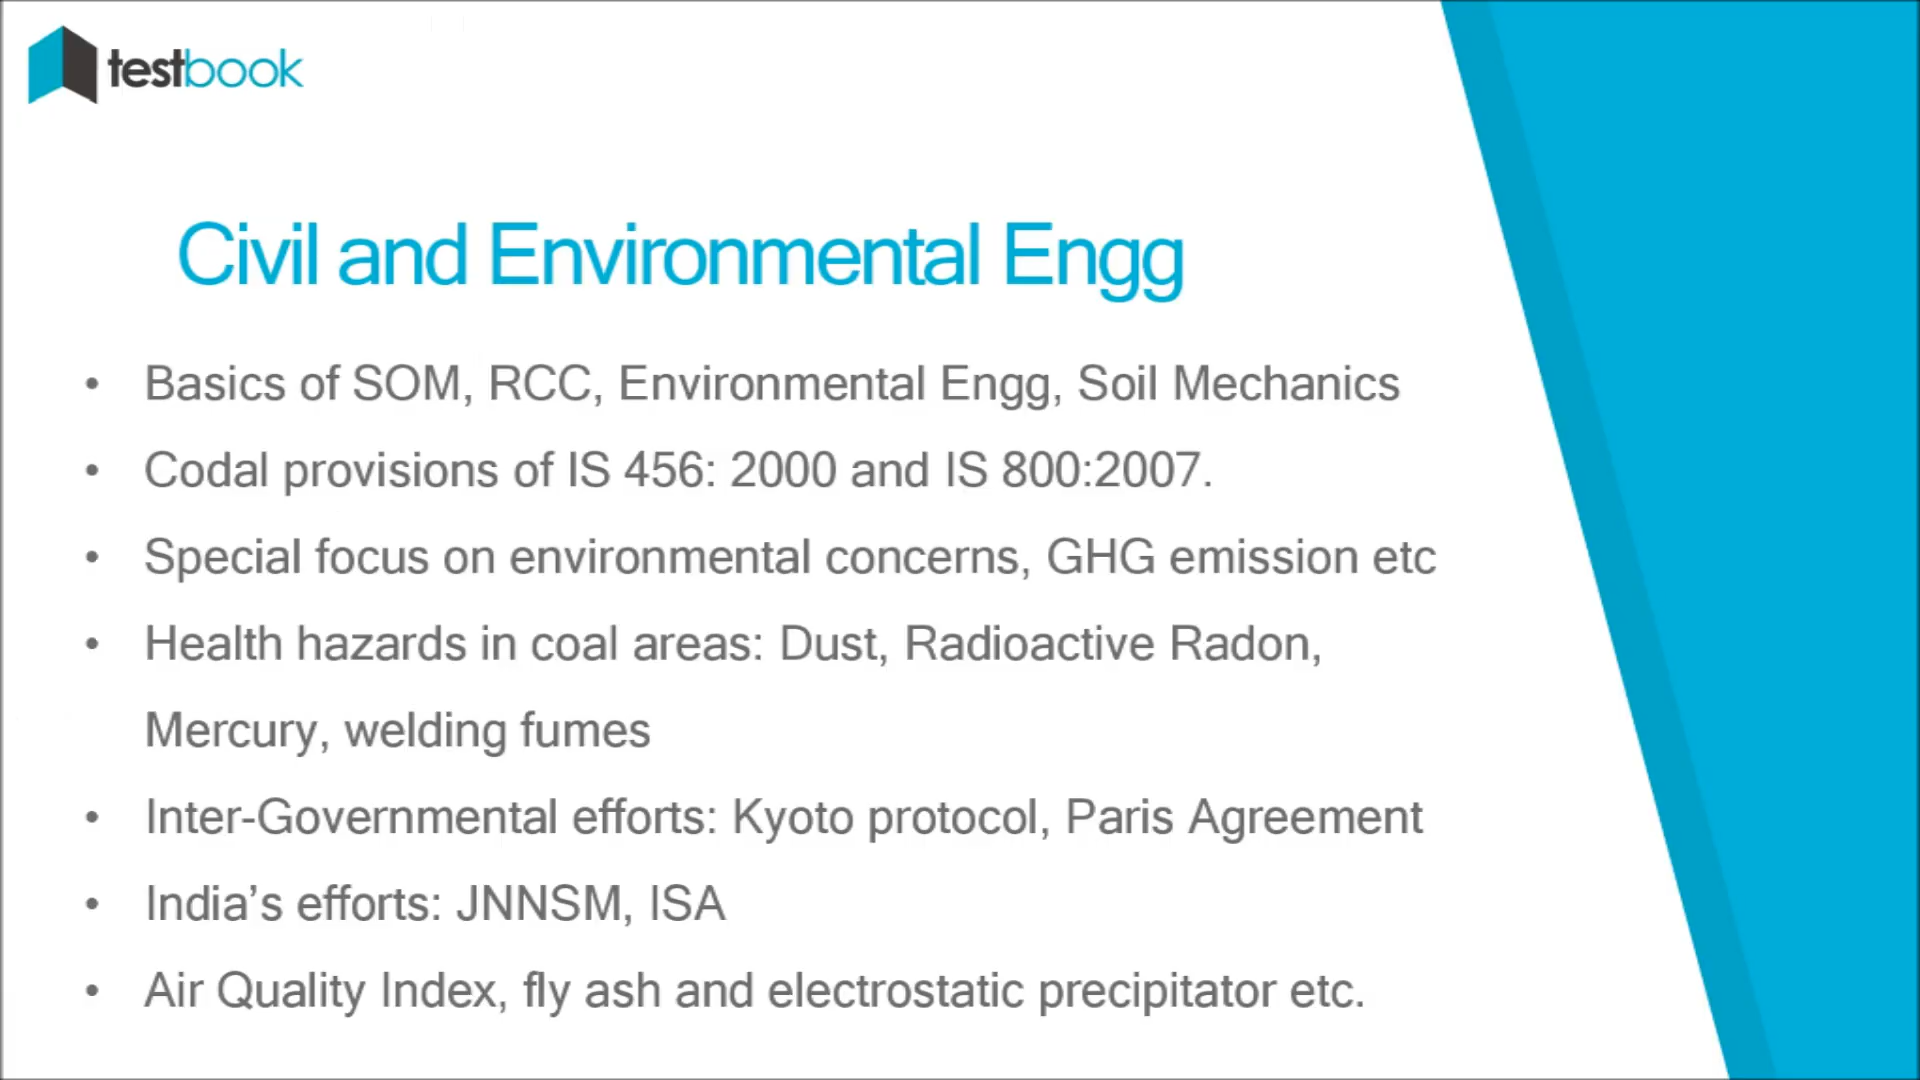 testbook
Civil and Environmental Engg
• Basics of SOM, RCC, Environmental Engg, Soil Mechanics
• Codal provisions of IS 456: 2000 and IS 800:2007.
• Special focus on environmental concerns, GHG emission etc
• Health hazards in coal areas: Dust, Radioactive Radon,
Mercury, welding fumes
• Inter-Governmental efforts: Kyoto protocol, Paris Agreement
• India’s efforts: JNNSM, ISA
• Air Quality Index, fly ash and electrostatic precipitator etc.